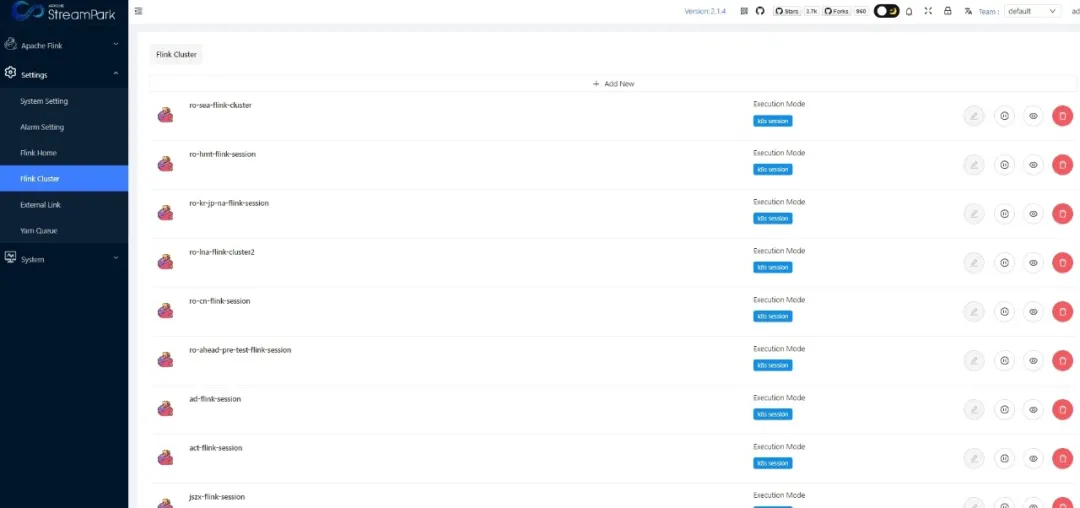 APACHE
StreamPark
Version: 2.1.4
Stars
3.7k
Forks
960
Team :
default
ad
Apache Flink
Settings
System Setting
Alarm Setting
Flink Home
Flink Cluster
External Link
Yarn Queue
System
Flink Cluster
+ Add New
ro-sea-flink-cluster
Execution Mode
k8s session
ro-hmt-flink-session
Execution Mode
k8s session
ro-kr-jp-na-flink-session
Execution Mode
k8s session
ro-lna-flink-cluster2
Execution Mode
k8s session
ro-cn-flink-session
Execution Mode
k8s session
ro-ahead-pre-test-flink-session
Execution Mode
k8s session
ad-flink-session
Execution Mode
k8s session
act-flink-session
Execution Mode
k8s session
jszx-flink-session
Execution Mode